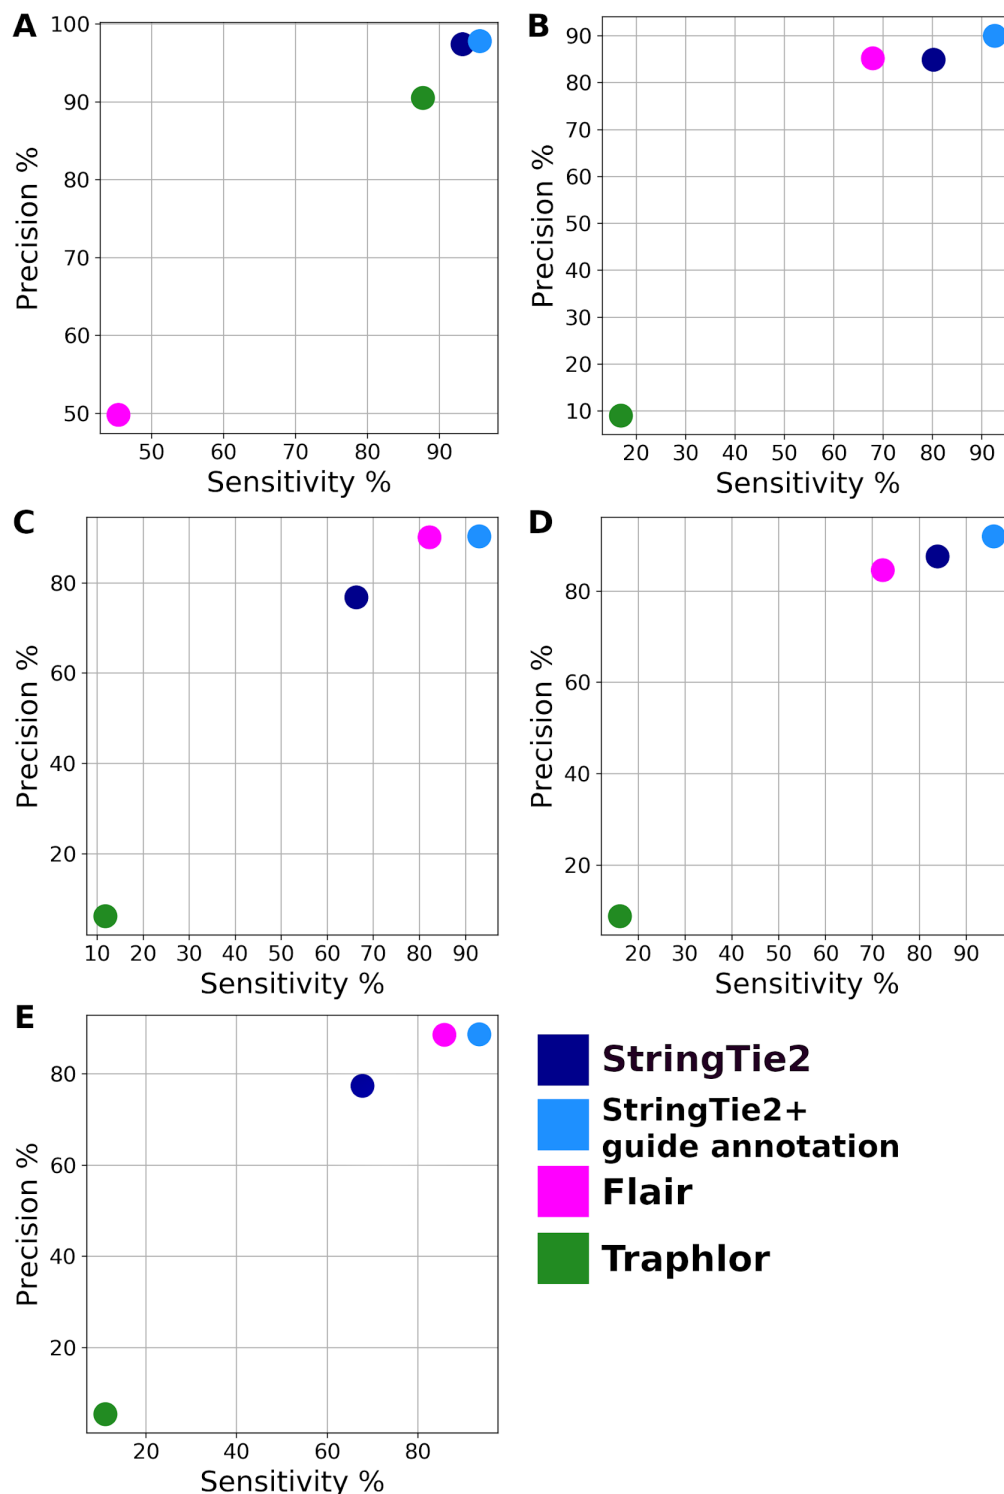 A
100
90
80
70
60
50
Precision %
50 60 70 80 90
Sensitivity %
B
90
80
70
60
50
40
30
20
10
Precision %
20 30 40 50 60 70 80 90
Sensitivity %
C
80
60
40
20
Precision %
10 20 30 40 50 60 70 80 90
Sensitivity %
D
80
60
40
20
Precision %
20 30 40 50 60 70 80 90
Sensitivity %
E
80
60
40
20
Precision %
20 40 60 80
Sensitivity %
StringTie2
StringTie2+
guide annotation
Flair
Traphlor